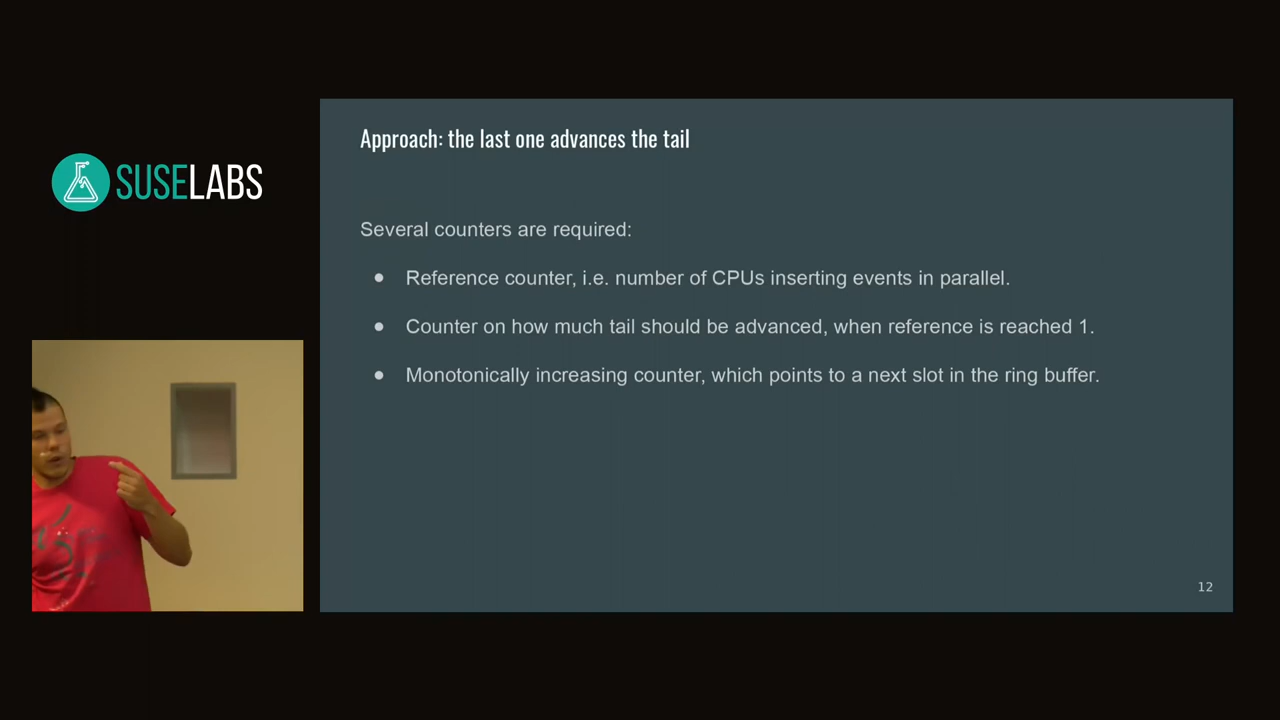 SUSELABS
Approach: the last one advances the tail
Several counters are required:
● Reference counter, i.e. number of CPUs inserting events in parallel.
● Counter on how much tail should be advanced, when reference is reached 1.
● Monotonically increasing counter, which points to a next slot in the ring buffer.
12